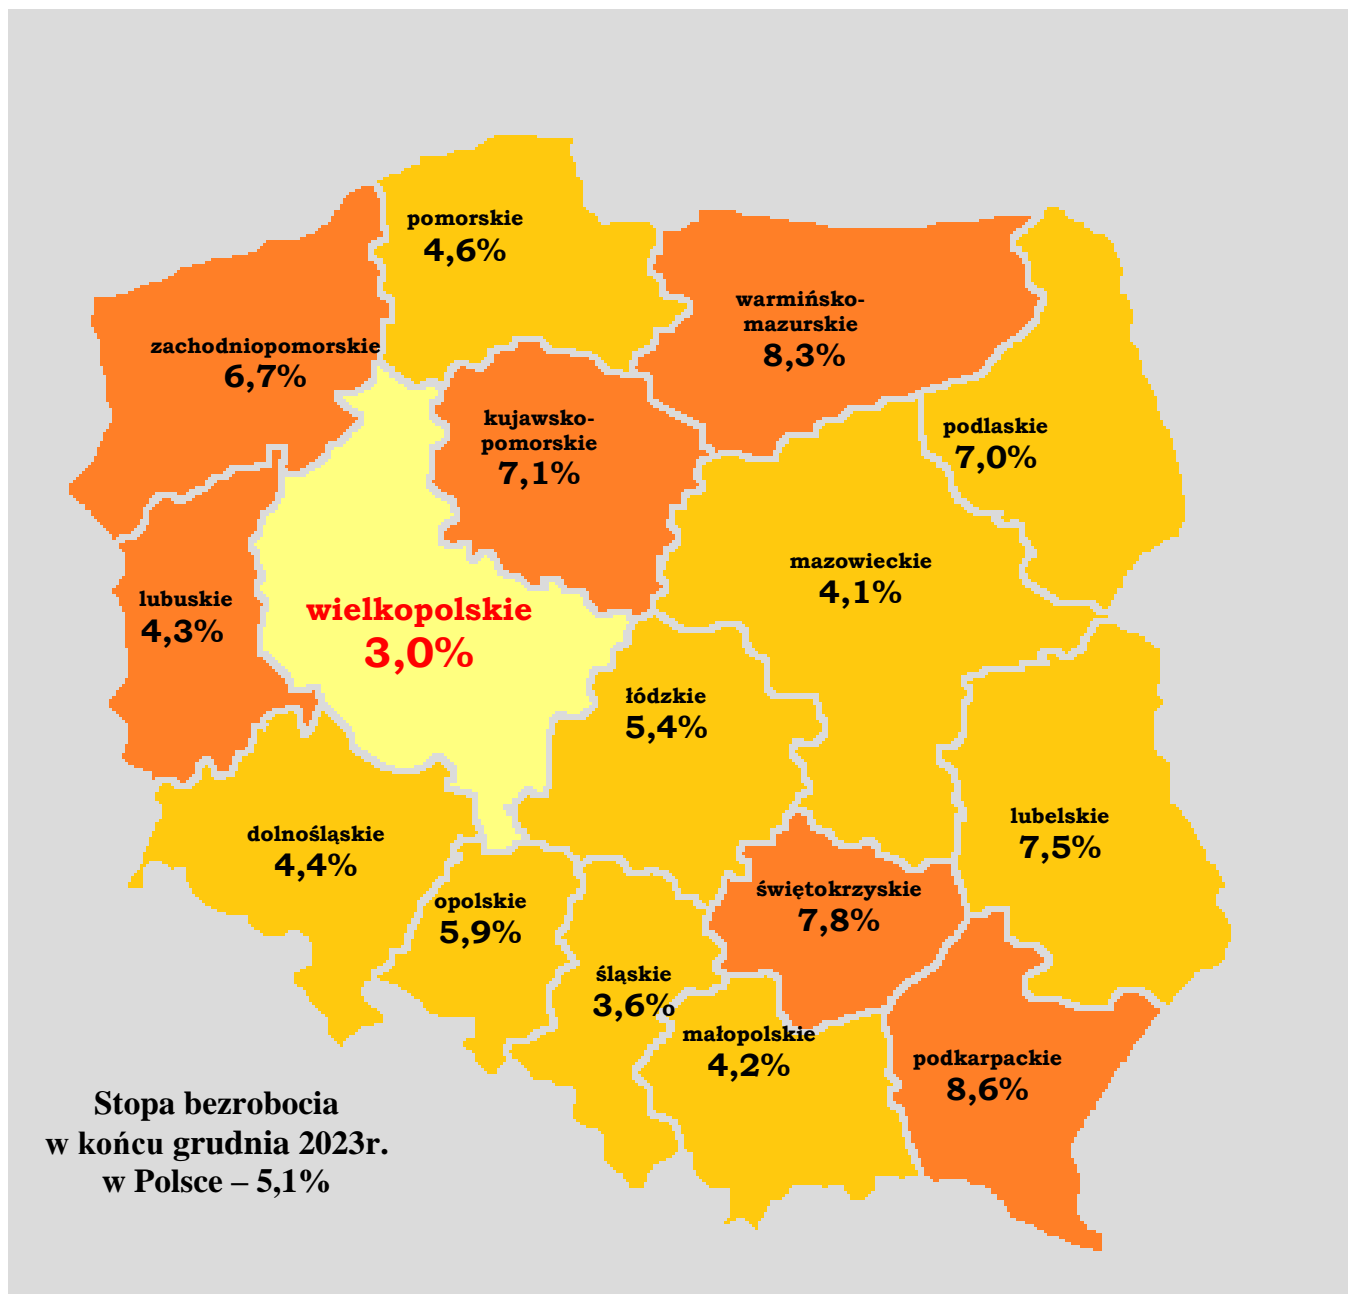 pomorskie
4,6%
warmińsko-
mazurskie
8,3%
zachodniopomorskie
6,7%
kujawsko-
pomorskie
7,1%
podlaskie
7,0%
mazowieckie
4,1%
lubuskie
4,3%
wielkopolskie
3,0%
łódzkie
5,4%
lubelskie
7,5%
dolnośląskie
4,4%
opolskie
5,9%
świętokrzyskie
7,8%
śląskie
3,6%
małopolskie
4,2%
podkarpackie
8,6%
Stopa bezrobocia
w końcu grudnia 2023r.
w Polsce – 5,1%